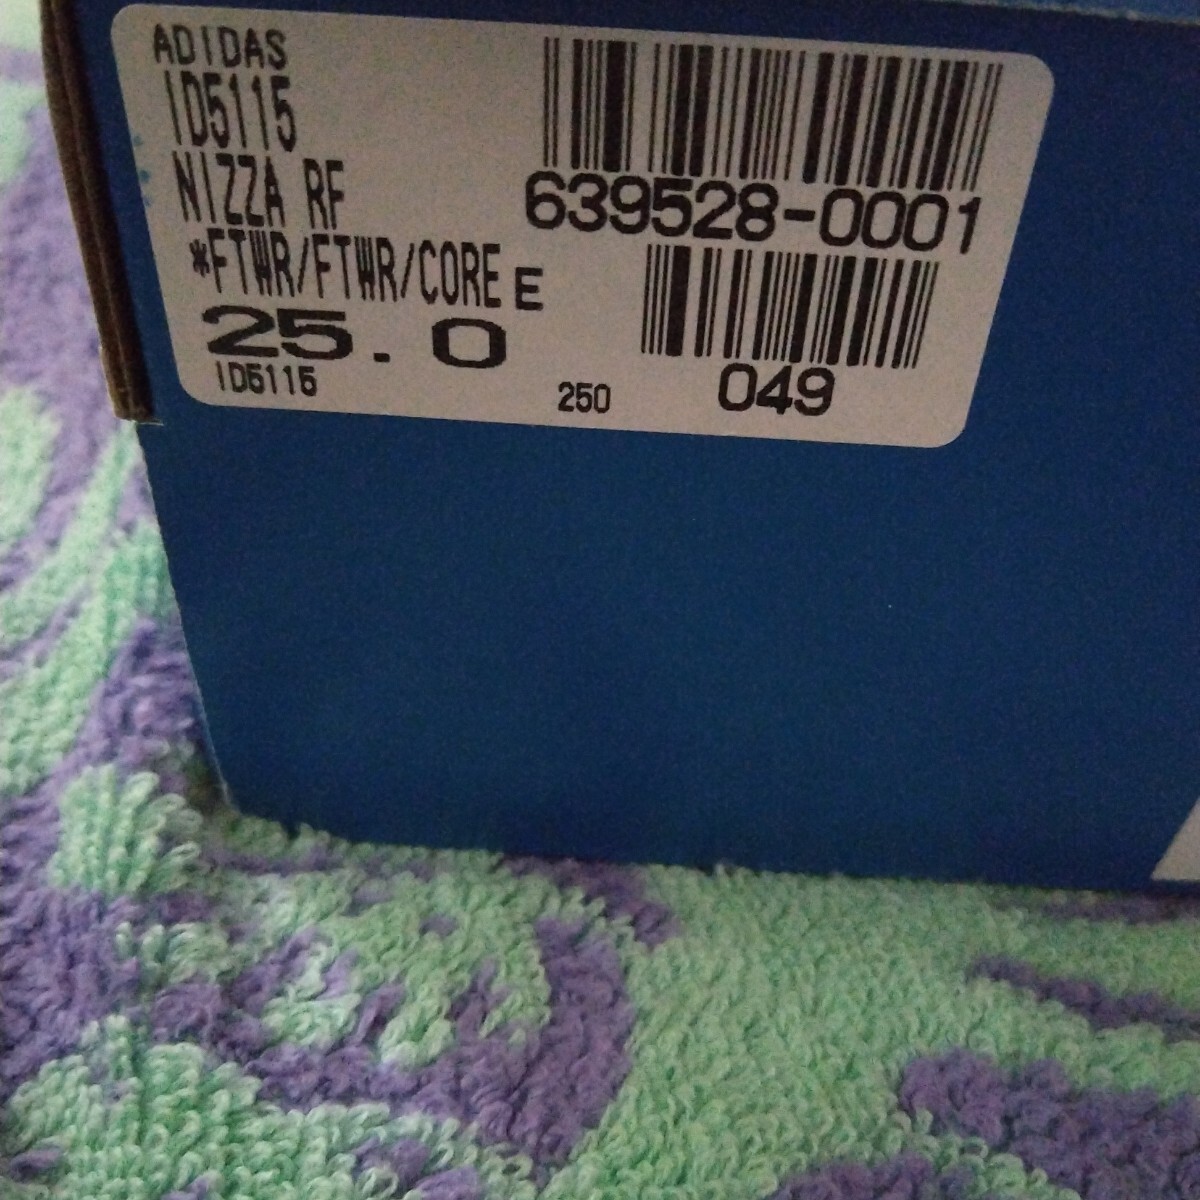 ADIDAS
ID5115
NIZZA RF
*FTWR/FTWR/CORE E
25.0
ID5115
250
639528-0001
049